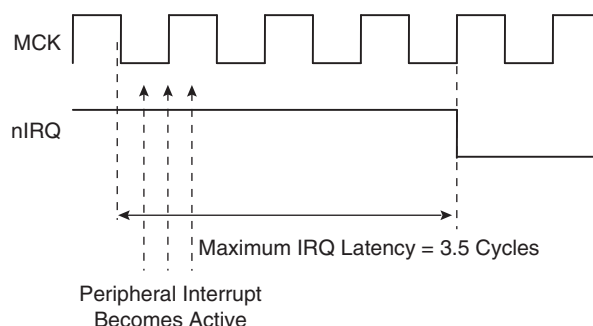 MCK
nIRQ
Maximum IRQ Latency = 3.5 Cycles
Peripheral Interrupt
Becomes Active